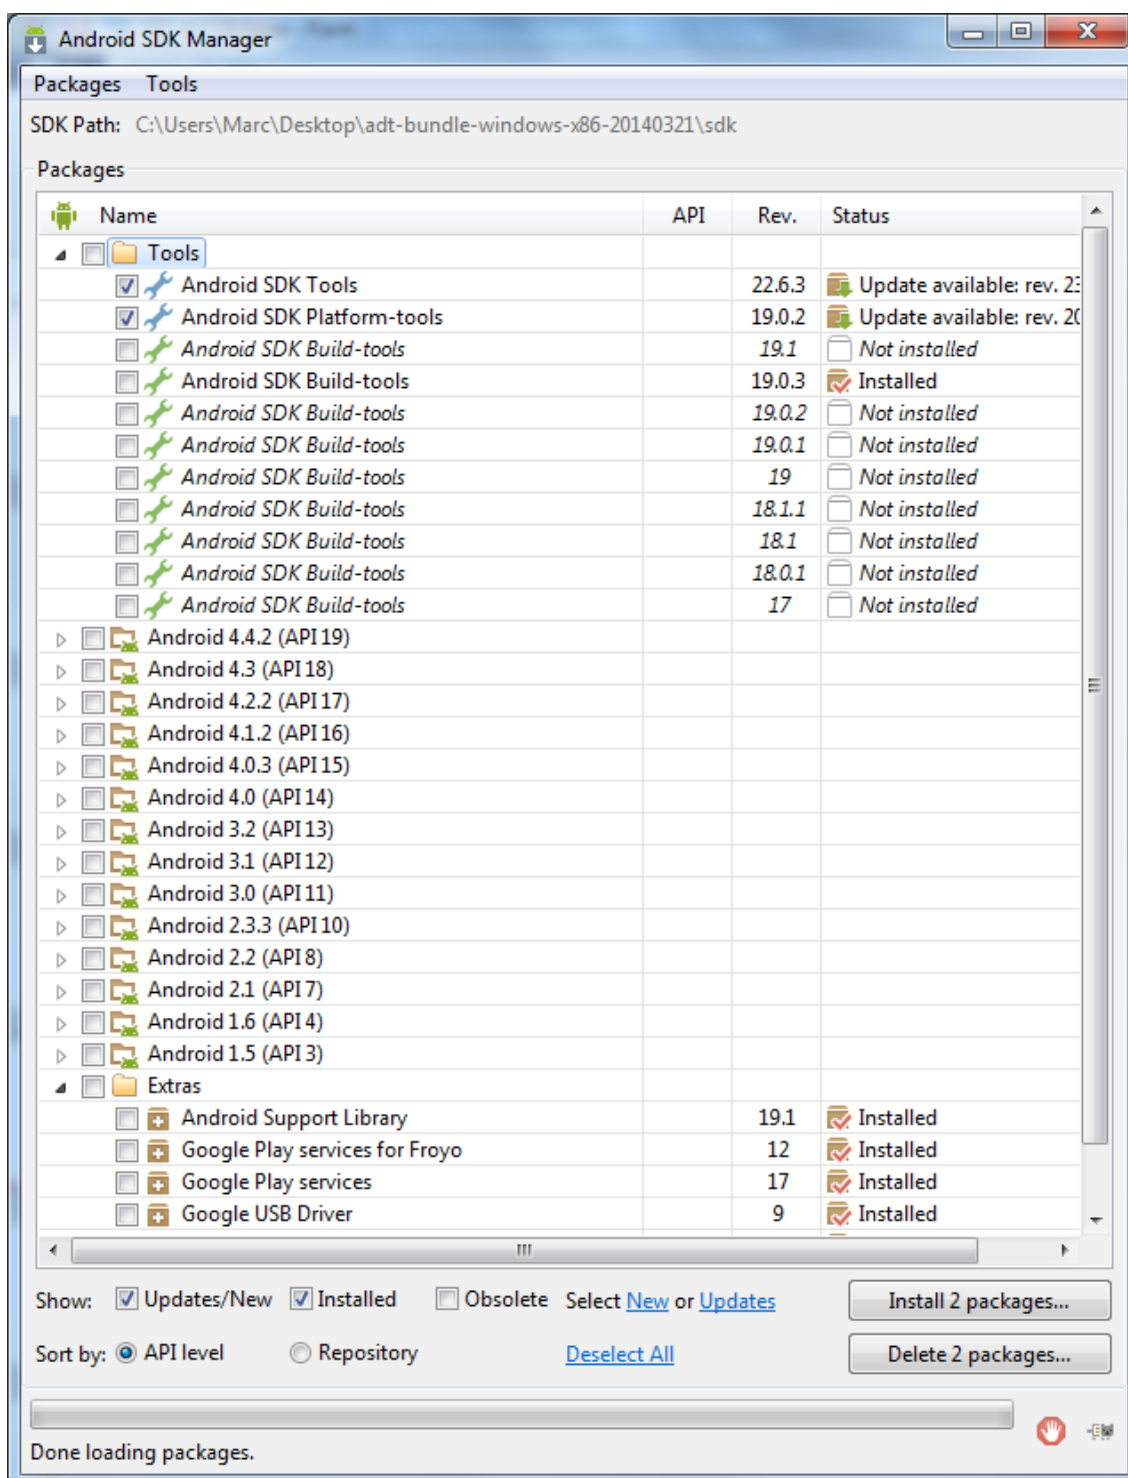 Android SDK Manager
Packages Tools
SDK Path: C:\Users\Marc\Desktop\adt-bundle-windows-x86-20140321\sdk
Packages
Name API Rev. Status
Tools
Android SDK Tools 22.6.3 Update available: rev. 23
Android SDK Platform-tools 19.0.2 Update available: rev. 20
Android SDK Build-tools 19.1 Not installed
Android SDK Build-tools 19.0.3 Installed
Android SDK Build-tools 19.0.2 Not installed
Android SDK Build-tools 19.0.1 Not installed
Android SDK Build-tools 19 Not installed
Android SDK Build-tools 18.1.1 Not installed
Android SDK Build-tools 18.1 Not installed
Android SDK Build-tools 18.0.1 Not installed
Android SDK Build-tools 17 Not installed
Android 4.4.2 (API 19)
Android 4.3 (API 18)
Android 4.2.2 (API 17)
Android 4.1.2 (API 16)
Android 4.0.3 (API 15)
Android 4.0 (API 14)
Android 3.2 (API 13)
Android 3.1 (API 12)
Android 3.0 (API 11)
Android 2.3.3 (API 10)
Android 2.2 (API 8)
Android 2.1 (API 7)
Android 1.6 (API 4)
Android 1.5 (API 3)
Extras
Android Support Library 19.1 Installed
Google Play services for Froyo 12 Installed
Google Play services 17 Installed
Google USB Driver 9 Installed
Show: Updates/New Installed Obsolete Select New or Updates Install 2 packages...
Sort by: API level Repository Deselect All Delete 2 packages...
Done loading packages.